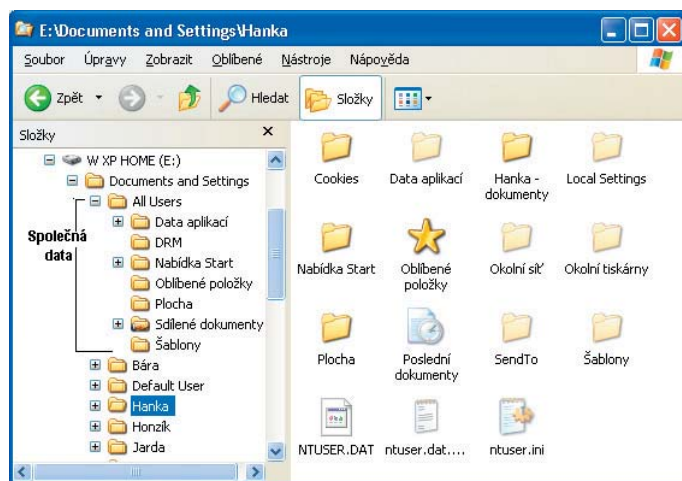 E:\Documents and Settings\Hanka
Soubor Úpravy Zobrazit Oblíbené Nástroje Nápověda
Zpět Hledat Složky
Složky
W XP HOME (E:)
Documents and Settings
All Users
Data aplikací
DRM
Nabídka Start
Oblíbené položky
Plocha
Sdílené dokumenty
Šablony
Bára
Default User
Hanka
Honzík
Jarda
Společná
data
Cookies
Data aplikací
Hanka -
dokumenty
Local Settings
Nabídka Start
Oblíbené
položky
Okolní síť
Okolní tiskárny
Plocha
Poslední
dokumenty
SendTo
Šablony
NTUSER.DAT
ntuser.dat....
ntuser.ini